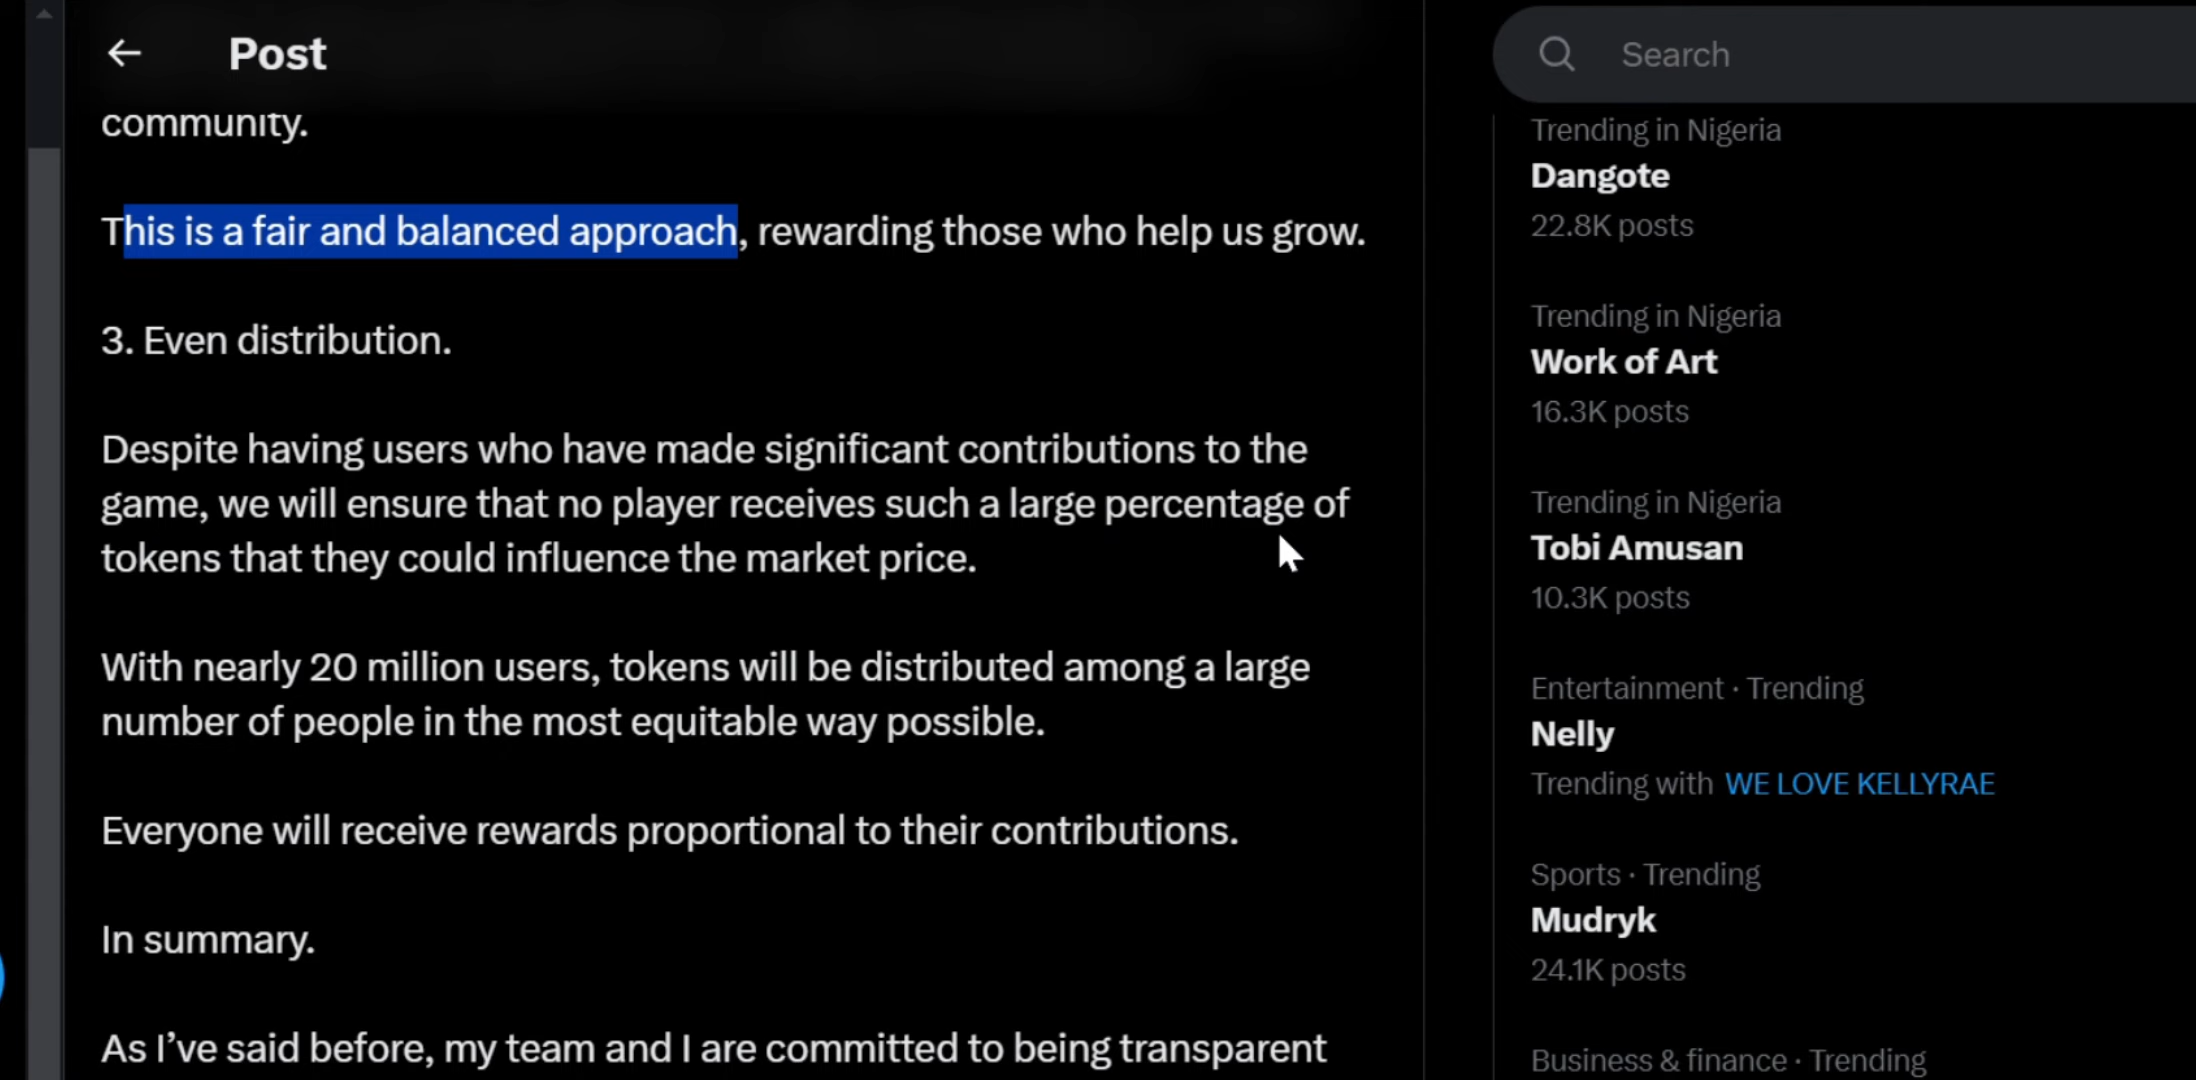 Post
community.
This is a fair and balanced approach, rewarding those who help us grow.
3. Even distribution.
Despite having users who have made significant contributions to the
game, we will ensure that no player receives such a large percentage of
tokens that they could influence the market price.
With nearly 20 million users, tokens will be distributed among a large
number of people in the most equitable way possible.
Everyone will receive rewards proportional to their contributions.
In summary.
As I’ve said before, my team and I are committed to being transparent
Search
Trending in Nigeria
Dangote
22.8K posts
Trending in Nigeria
Work of Art
16.3K posts
Trending in Nigeria
Tobi Amusan
10.3K posts
Entertainment · Trending
Nelly
Trending with WE LOVE KELLYRAE
Sports · Trending
Mudryk
24.1K posts
Business & finance · Trending